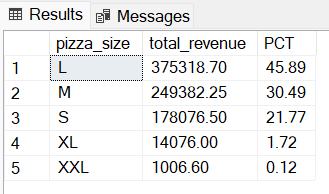 Results Messages
pizza_size total_revenue PCT
1 L 375318.70 45.89
2 M 249382.25 30.49
3 S 178076.50 21.77
4 XL 14076.00 1.72
5 XXL 1006.60 0.12